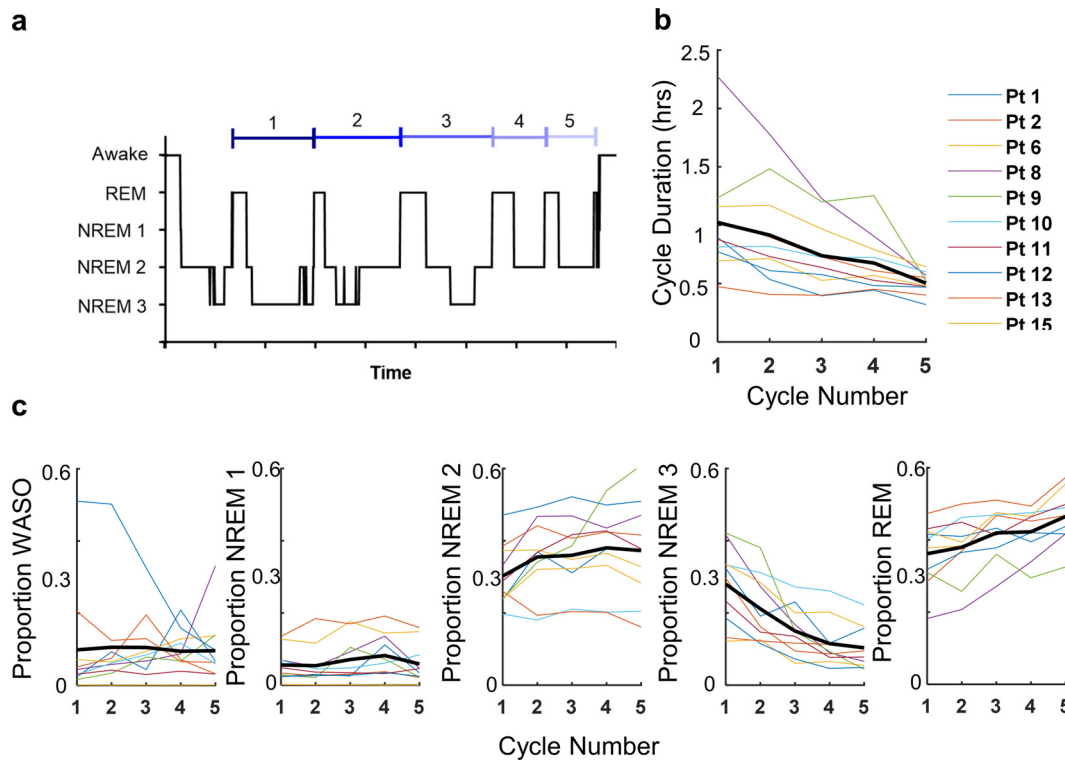 a
1 2 3 4 5
Awake
REM
NREM 1
NREM 2
NREM 3
Time
b
Cycle Duration (hrs)
2.5
2
1.5
1
0.5
0
1 2 3 4 5
Cycle Number
Pt 1
Pt 2
Pt 6
Pt 8
Pt 9
Pt 10
Pt 11
Pt 12
Pt 13
Pt 15
c
Proportion WASO
0.6
0.3
0
1 2 3 4 5
Proportion NREM 1
0.6
0.3
0
1 2 3 4 5
Proportion NREM 2
0.6
0.3
0
1 2 3 4 5
Proportion NREM 3
0.6
0.3
0
1 2 3 4 5
Proportion REM
0.6
0.3
0
1 2 3 4 5
Cycle Number